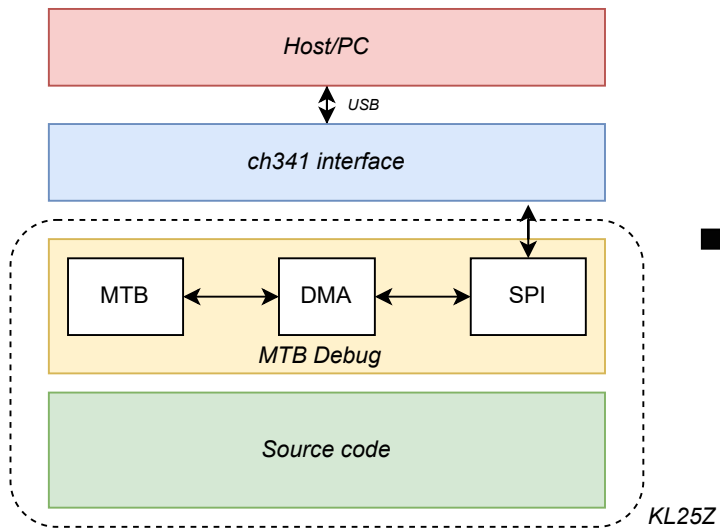 Host/PC
USB
ch341 interface
MTB
DMA
SPI
MTB Debug
Source code
KL25Z